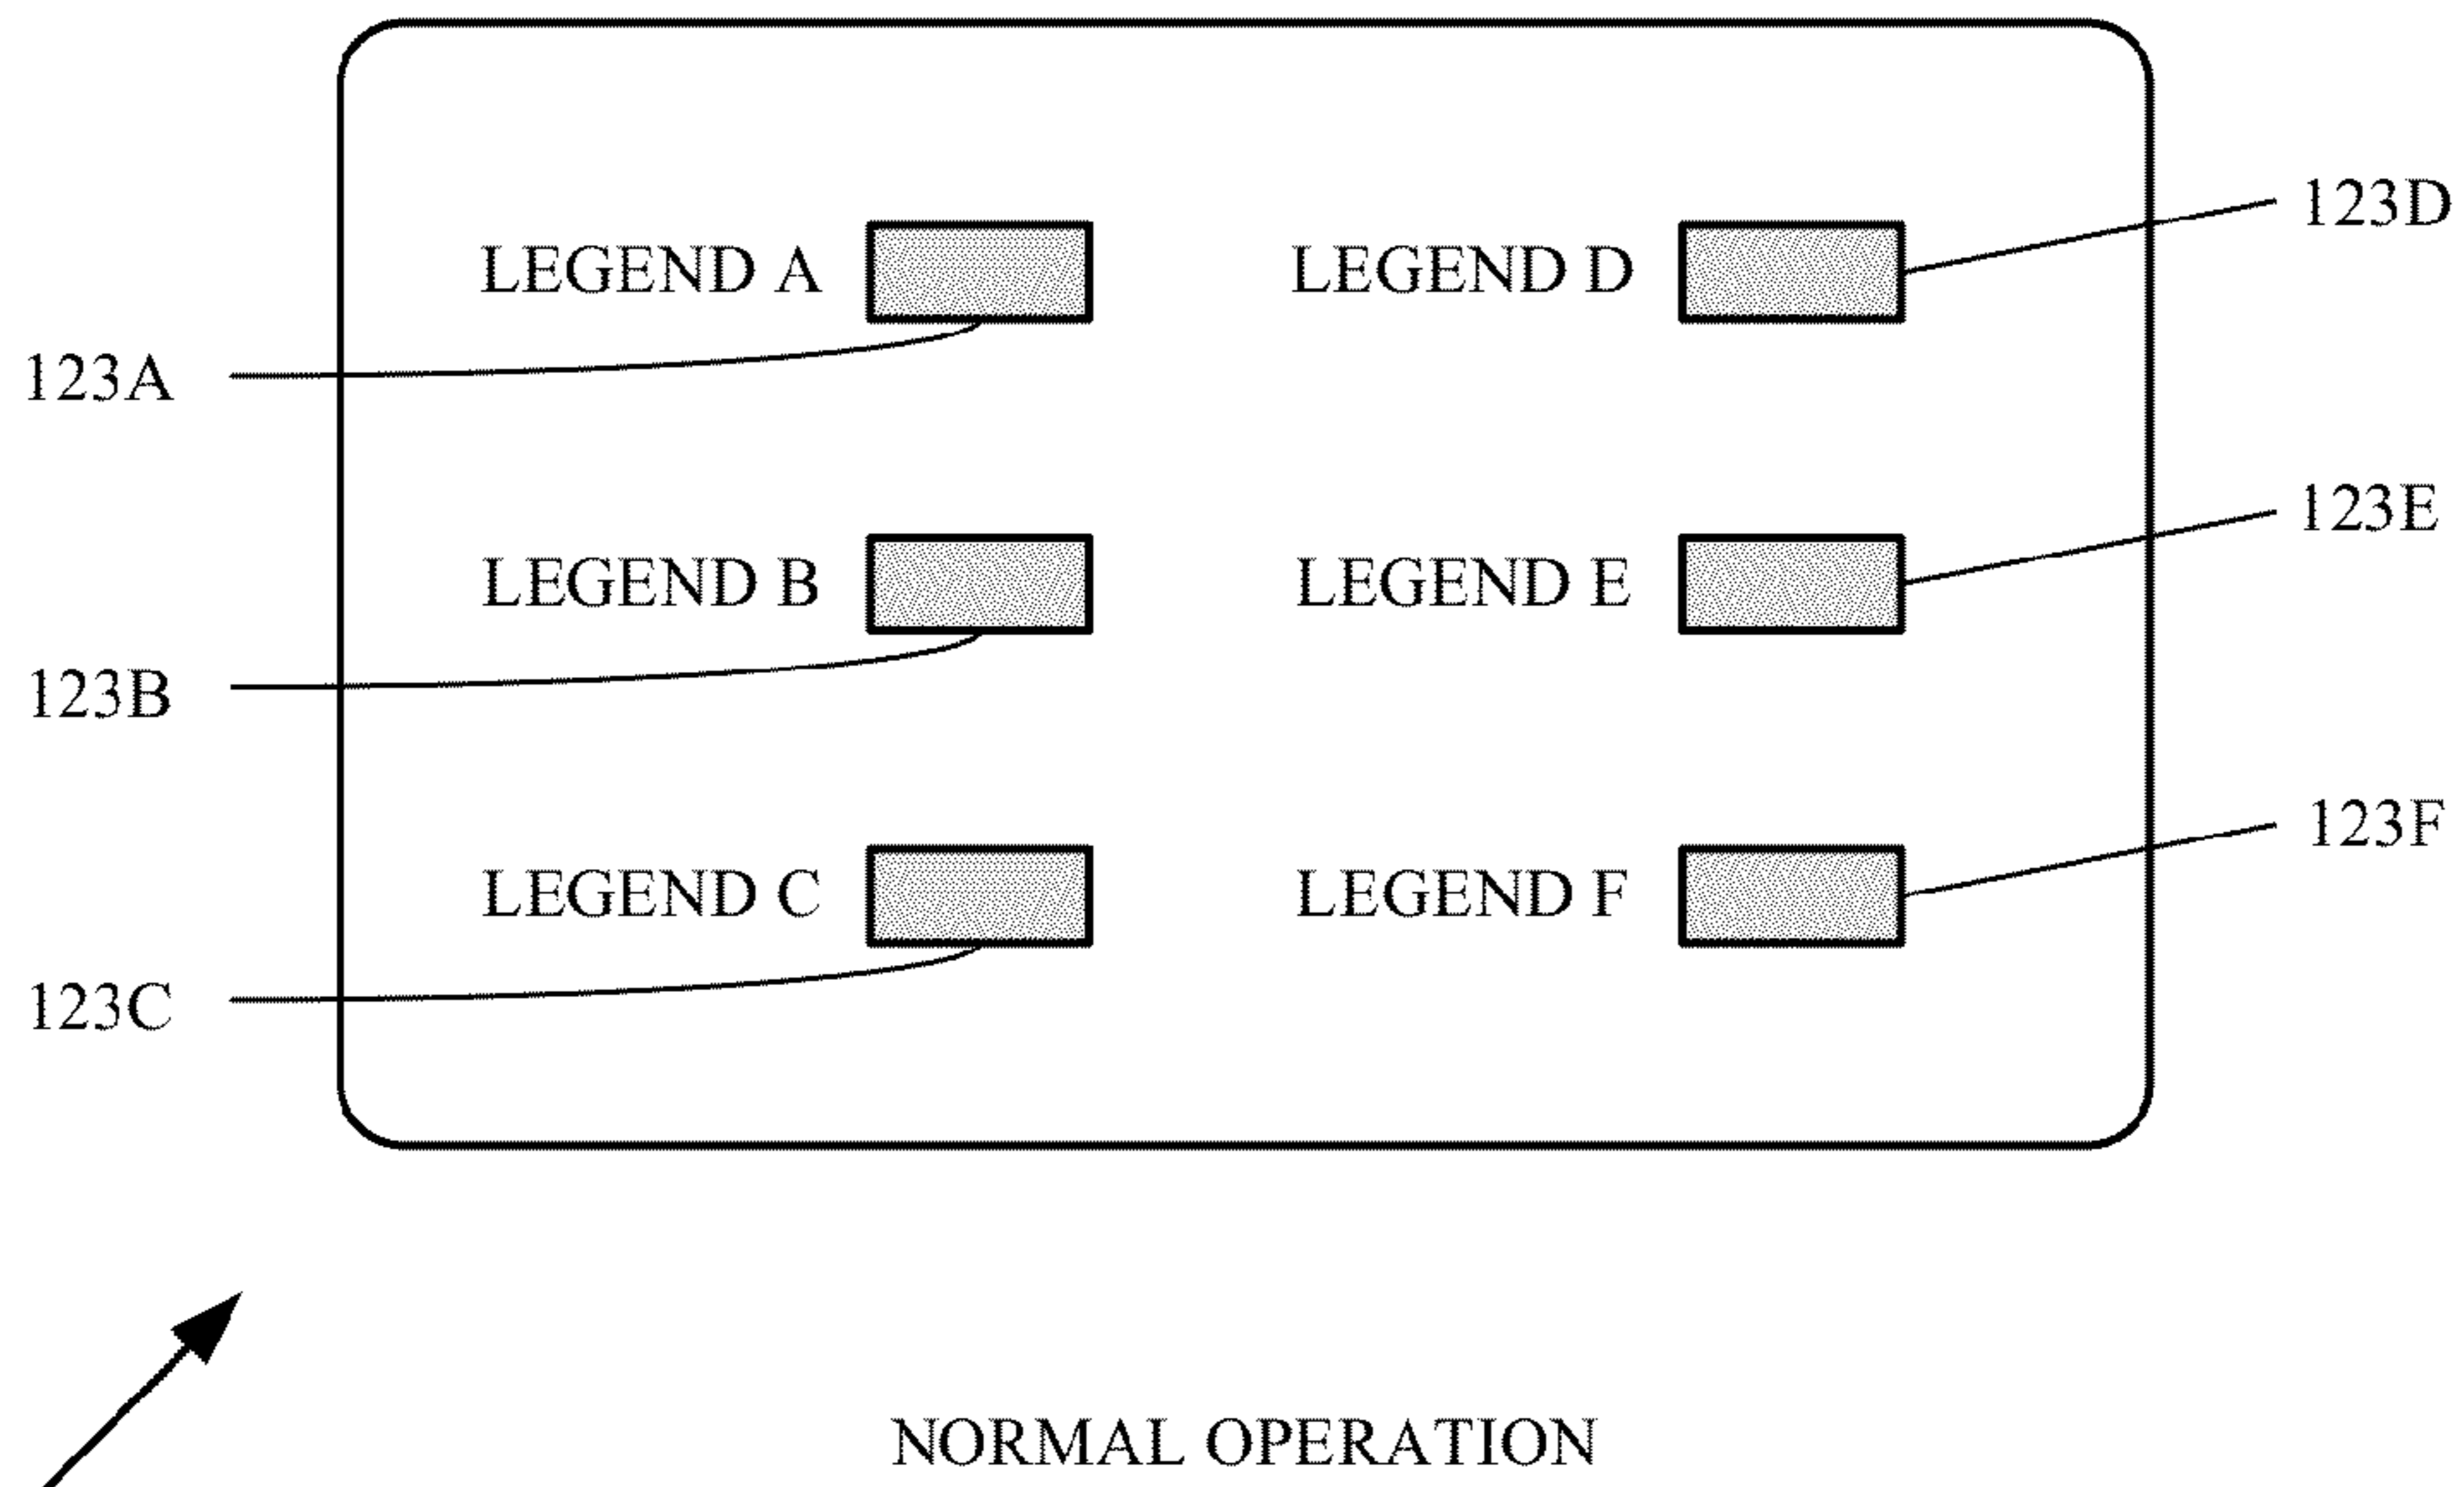 LEGEND A
LEGEND D
123D
123A
LEGEND B
LEGEND E
123E
123B
LEGEND C
LEGEND F
123F
123C
NORMAL OPERATION